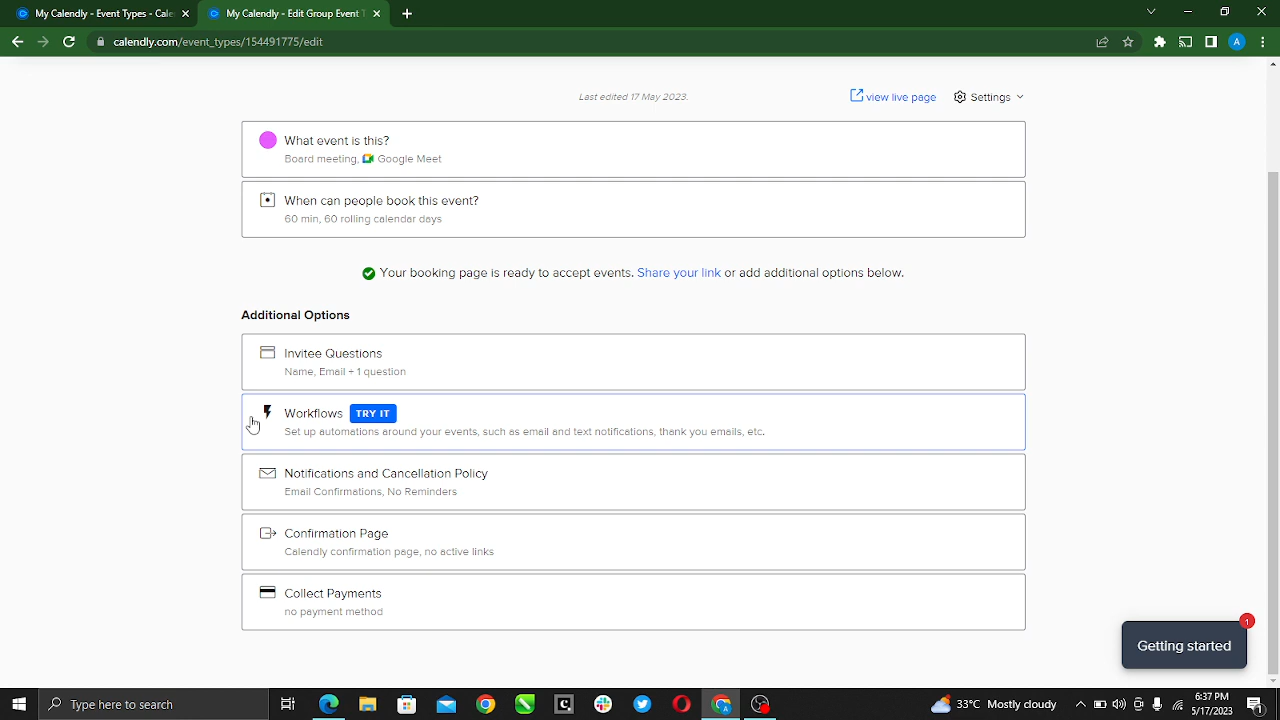 My Calendly - Event Types - Cale
My Calendly - Edit Group Event T
calendly.com/event_types/154491775/edit
A
Last edited 17 May 2023.
view live page
Settings
What event is this?
Board meeting, Google Meet
When can people book this event?
60 min, 60 rolling calendar days
Your booking page is ready to accept events. Share your link or add additional options below.
Additional Options
Invitee Questions
Name, Email + 1 question
Workflows TRY IT
Set up automations around your events, such as email and text notifications, thank you emails, etc.
Notifications and Cancellation Policy
Email Confirmations, No Reminders
Confirmation Page
Calendly confirmation page, no active links
Collect Payments
no payment method
1
Getting started
Type here to search
33°C Mostly cloudy
6:37 PM
5/17/2023
1